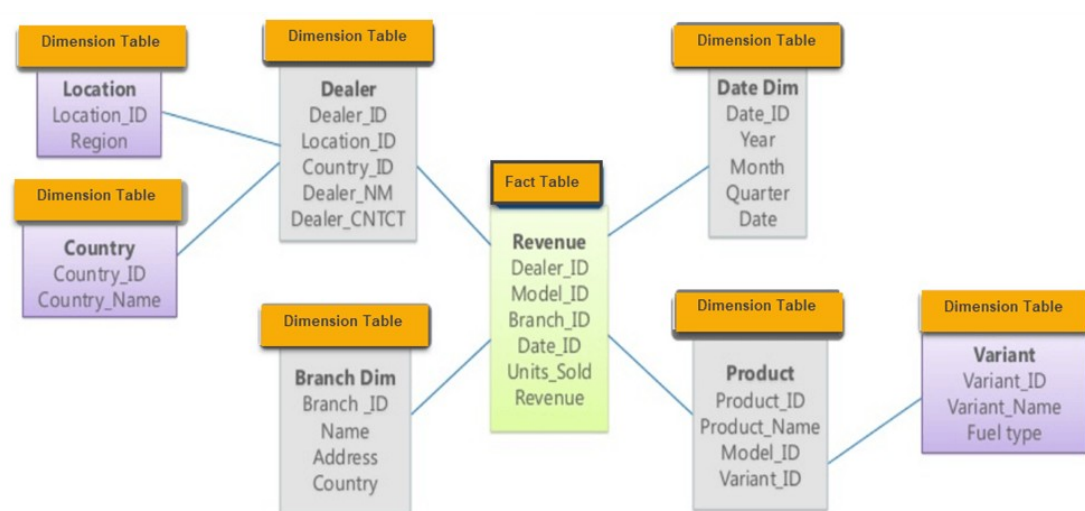 Dimension Table
Location
Location_ID
Region
Dimension Table
Dealer
Dealer_ID
Location_ID
Country_ID
Dealer_NM
Dealer_CNTCT
Dimension Table
Date Dim
Date_ID
Year
Month
Quarter
Date
Dimension Table
Country
Country_ID
Country_Name
Fact Table
Revenue
Dealer_ID
Model_ID
Branch_ID
Date_ID
Units_Sold
Revenue
Dimension Table
Branch Dim
Branch _ID
Name
Address
Country
Dimension Table
Product
Product_ID
Product_Name
Model_ID
Variant_ID
Dimension Table
Variant
Variant_ID
Variant_Name
Fuel type